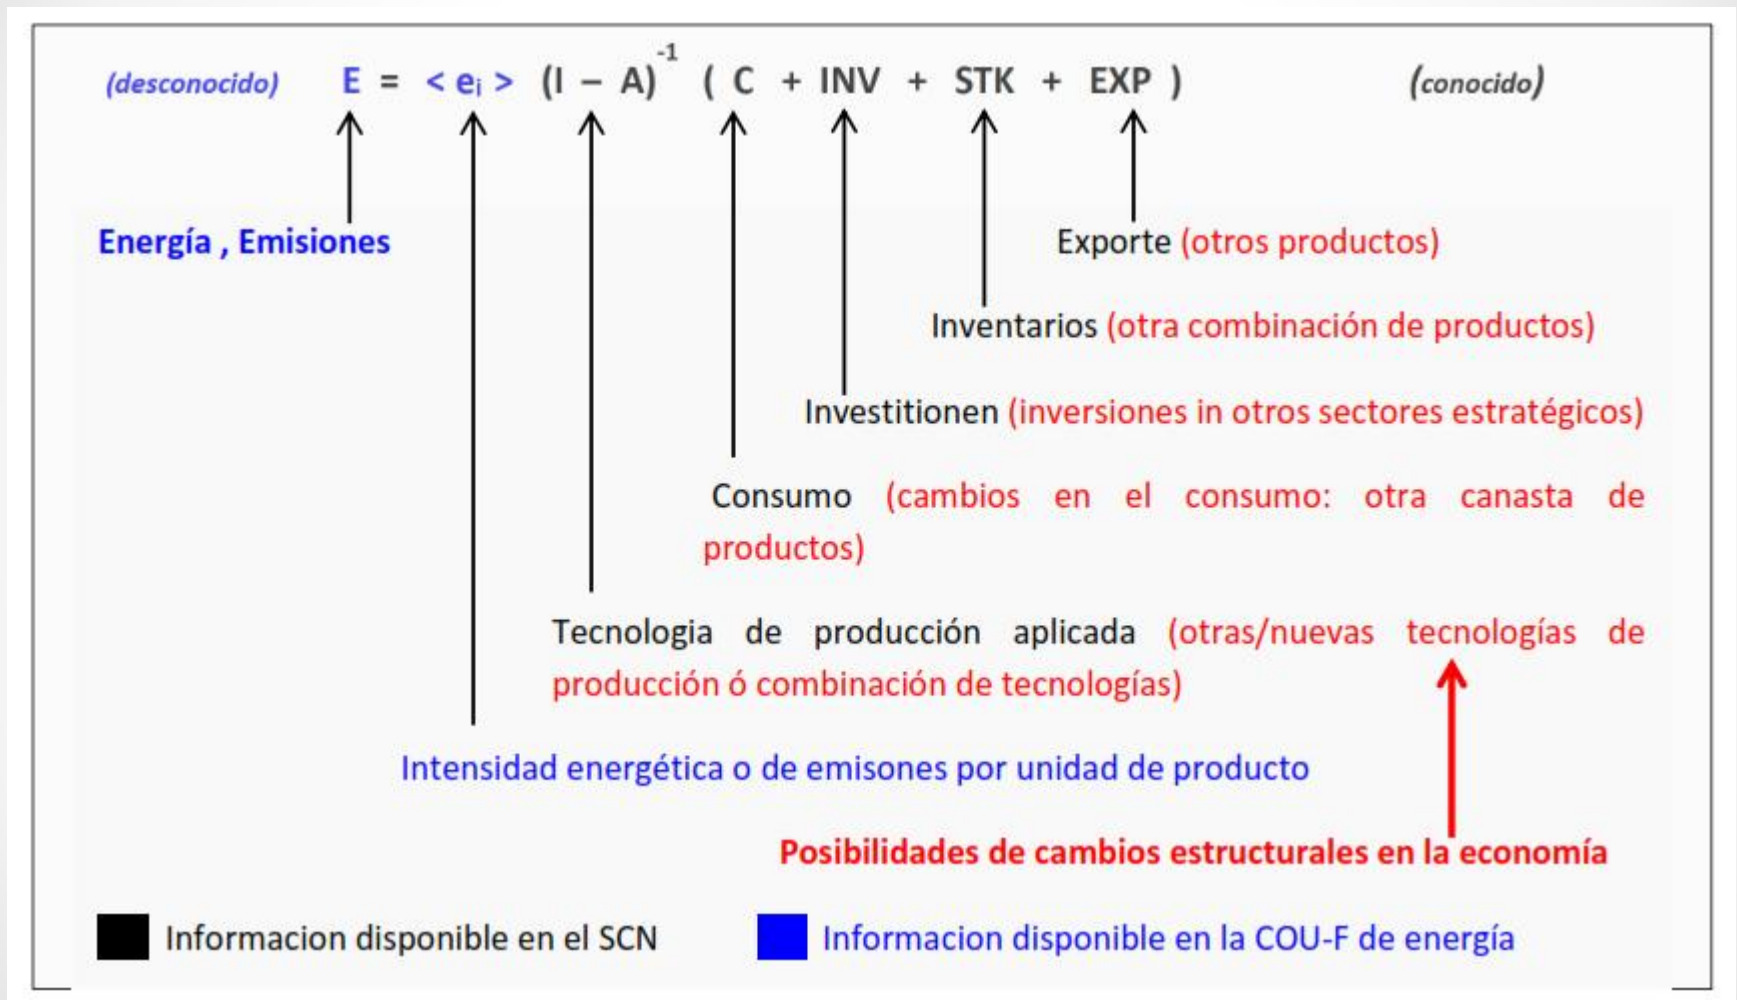 (desconocido) E = < eᵢ > (I – A)⁻¹ ( C + INV + STK + EXP ) (conocido)
Energía , Emisiones
Exporte (otros productos)
Inventarios (otra combinación de productos)
Investitionen (inversiones in otros sectores estratégicos)
Consumo (cambios en el consumo: otra canasta de
productos)
Tecnologia de producción aplicada (otras/nuevas tecnologías de
producción ó combinación de tecnologías)
Intensidad energética o de emisones por unidad de producto
Posibilidades de cambios estructurales en la economía
Informacion disponible en el SCN
Informacion disponible en la COU-F de energía